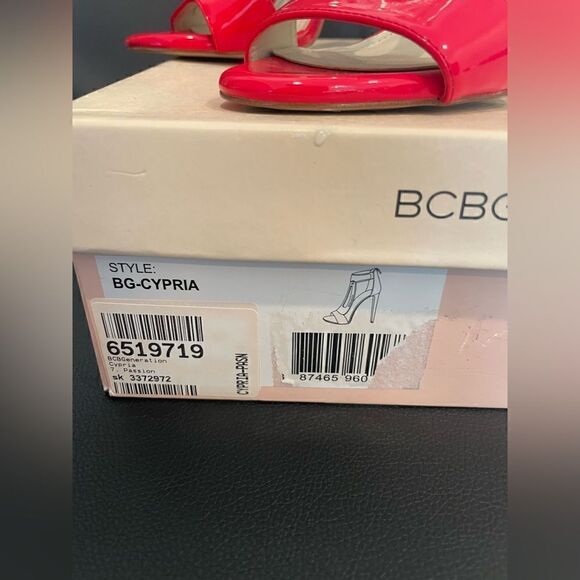 BCBG
STYLE:
BG-CYPRIA
6519719
BCBGeneration
Cypria
7. Passion
sk 3372972
CYPRIA-PASN
87465 960